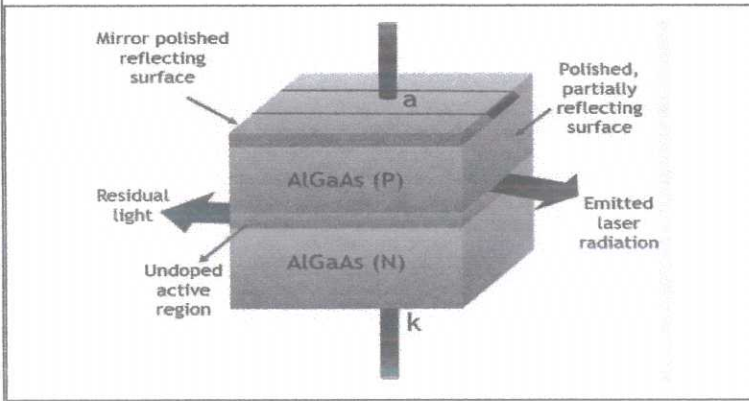 Mirror polished
reflecting
surface
a
Polished,
partially
reflecting
surface
AlGaAs (P)
Residual
light
Emitted
laser
radiation
AlGaAs (N)
Undoped
active
region
k